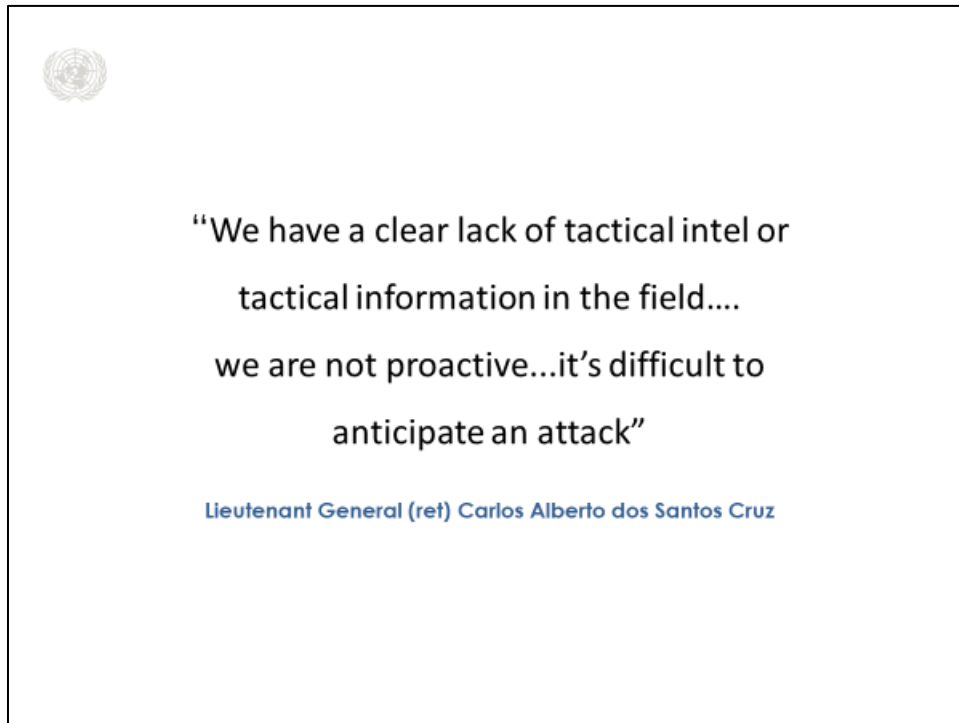 “We have a clear lack of tactical intel or
tactical information in the field….
we are not proactive...it’s difficult to
anticipate an attack”
Lieutenant General (ret) Carlos Alberto dos Santos Cruz